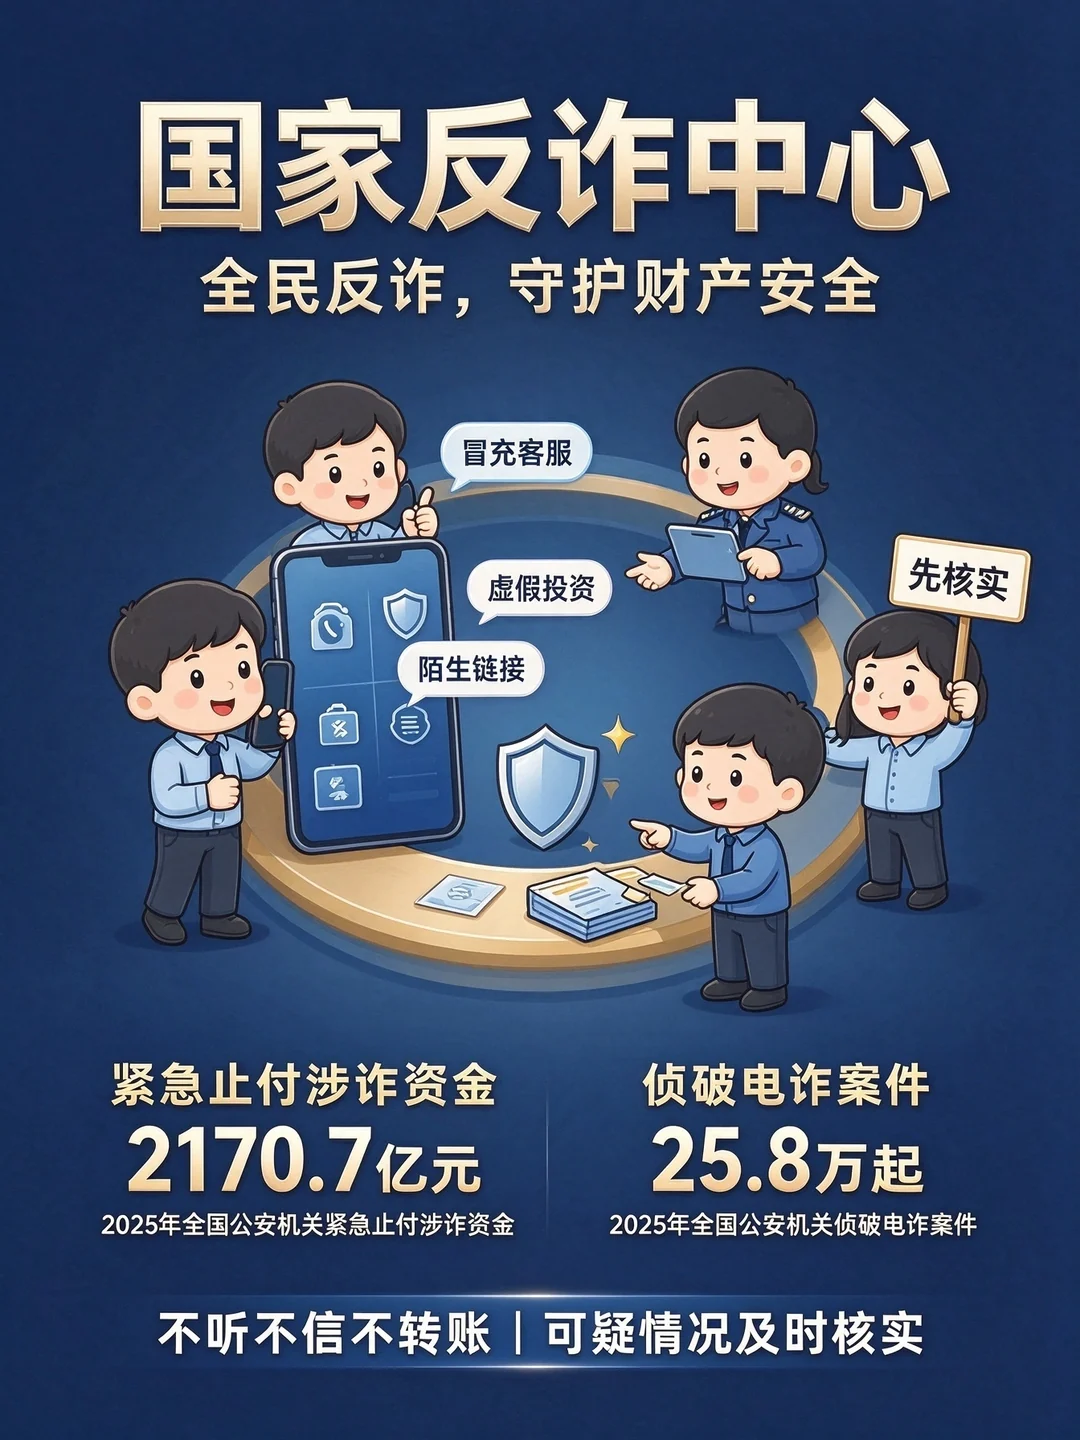 国家反诈中心
全民反诈，守护财产安全
冒充客服
虚假投资
先核实
陌生链接
紧急止付涉诈资金
2170.7亿元
2025年全国公安机关紧急止付涉诈资金
侦破电诈案件
25.8万起
2025年全国公安机关侦破电诈案件
不听不信不转账｜可疑情况及时核实